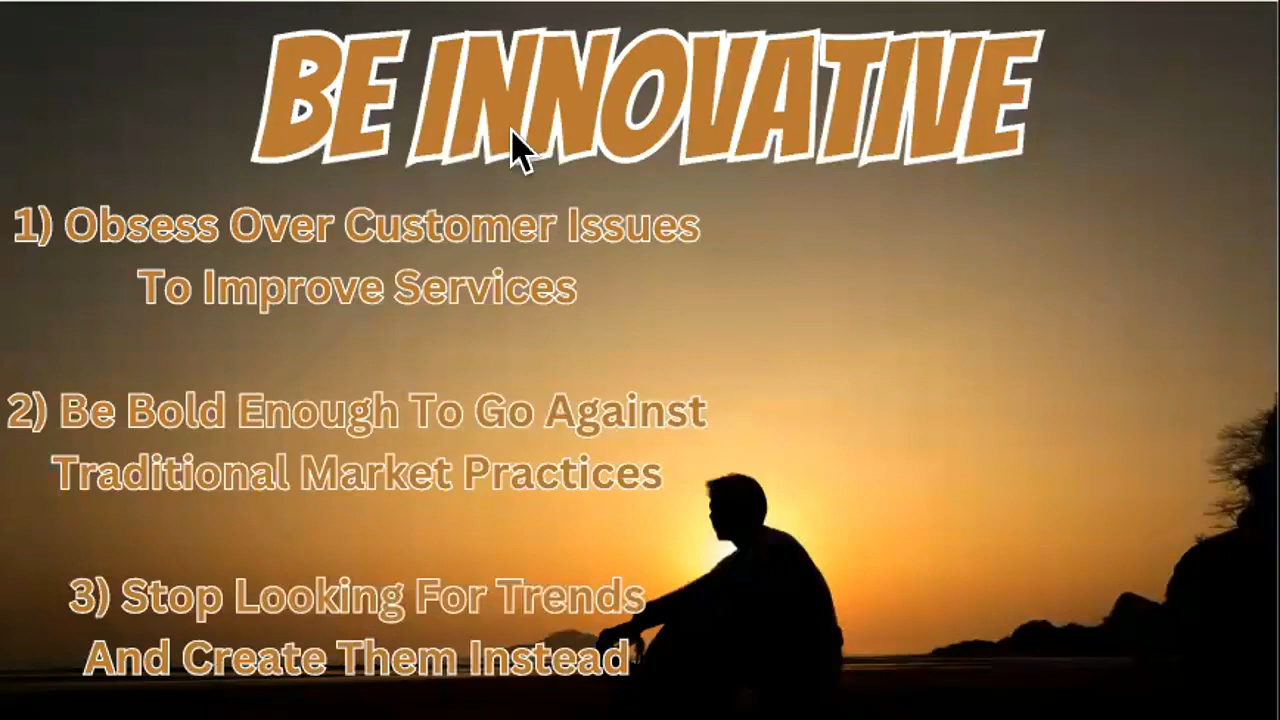 BE INNOVATIVE
1) Obsess Over Customer Issues
To Improve Services
2) Be Bold Enough To Go Against
Traditional Market Practices
3) Stop Looking For Trends
And Create Them Instead